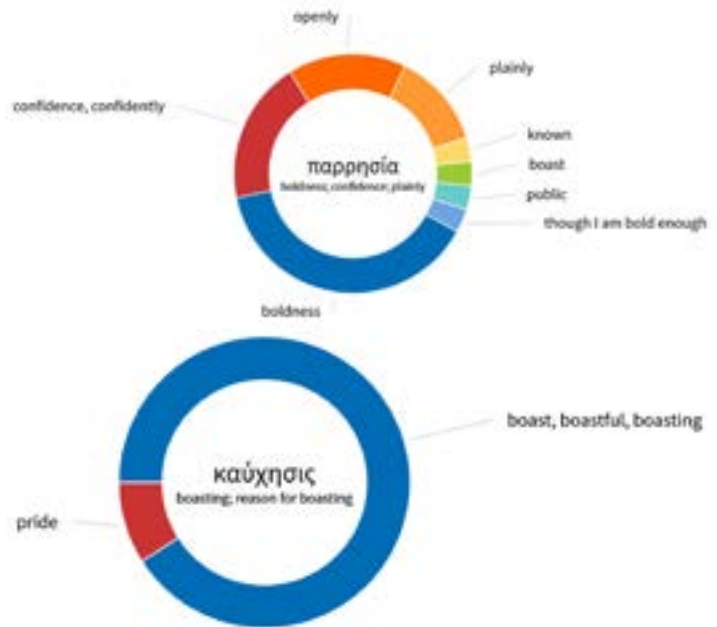 openly
plainly
confidence, confidently
known
boast
παρρησία
boldness; confidence; plainly
public
though I am bold enough
boldness
boast, boastful, boasting
καύχησις
boasting; reason for boasting
pride